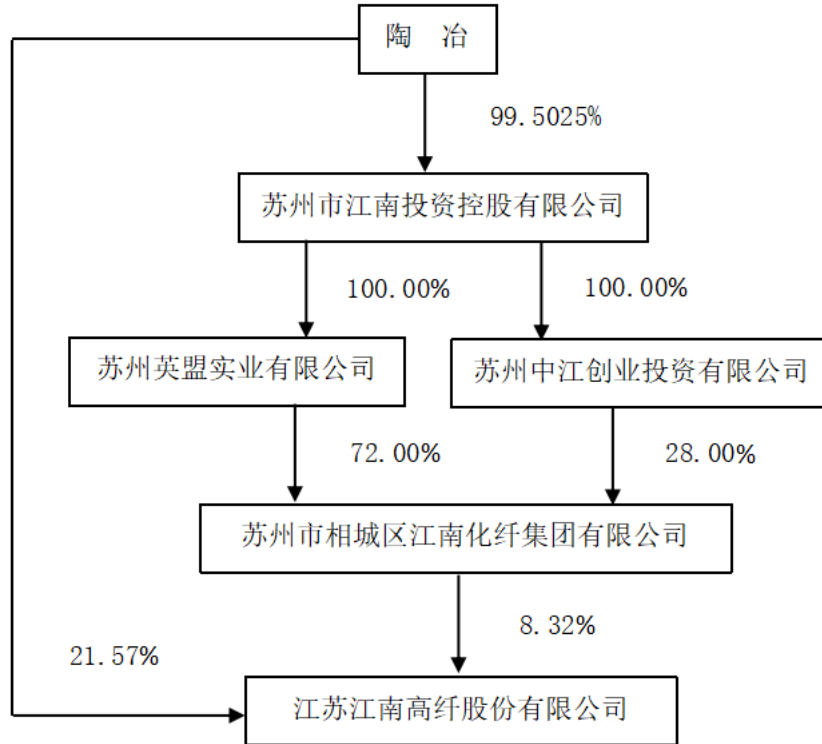 陶 冶
99.5025%
苏州市江南投资控股有限公司
100.00%
100.00%
苏州英盟实业有限公司
苏州中江创业投资有限公司
72.00%
28.00%
苏州市相城区江南化纤集团有限公司
8.32%
21.57%
江苏江南高纤股份有限公司